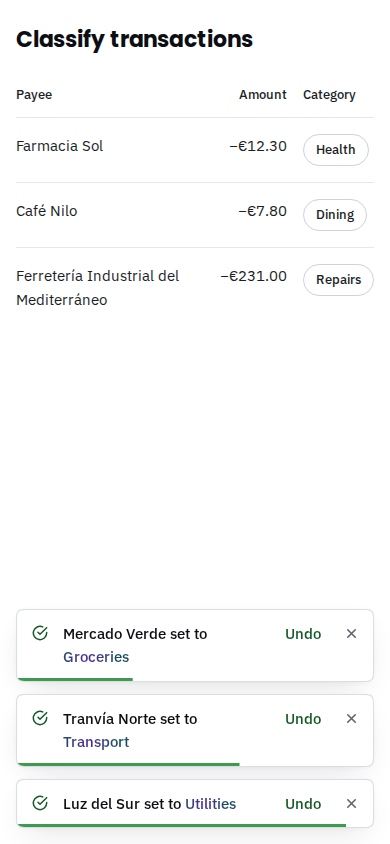 Classify transactions
Payee Amount Category
Farmacia Sol −€12.30 Health
Café Nilo −€7.80 Dining
Ferretería Industrial del −€231.00 Repairs
Mediterráneo
Mercado Verde set to Undo
Groceries
Tranvía Norte set to Undo
Transport
Luz del Sur set to Utilities Undo